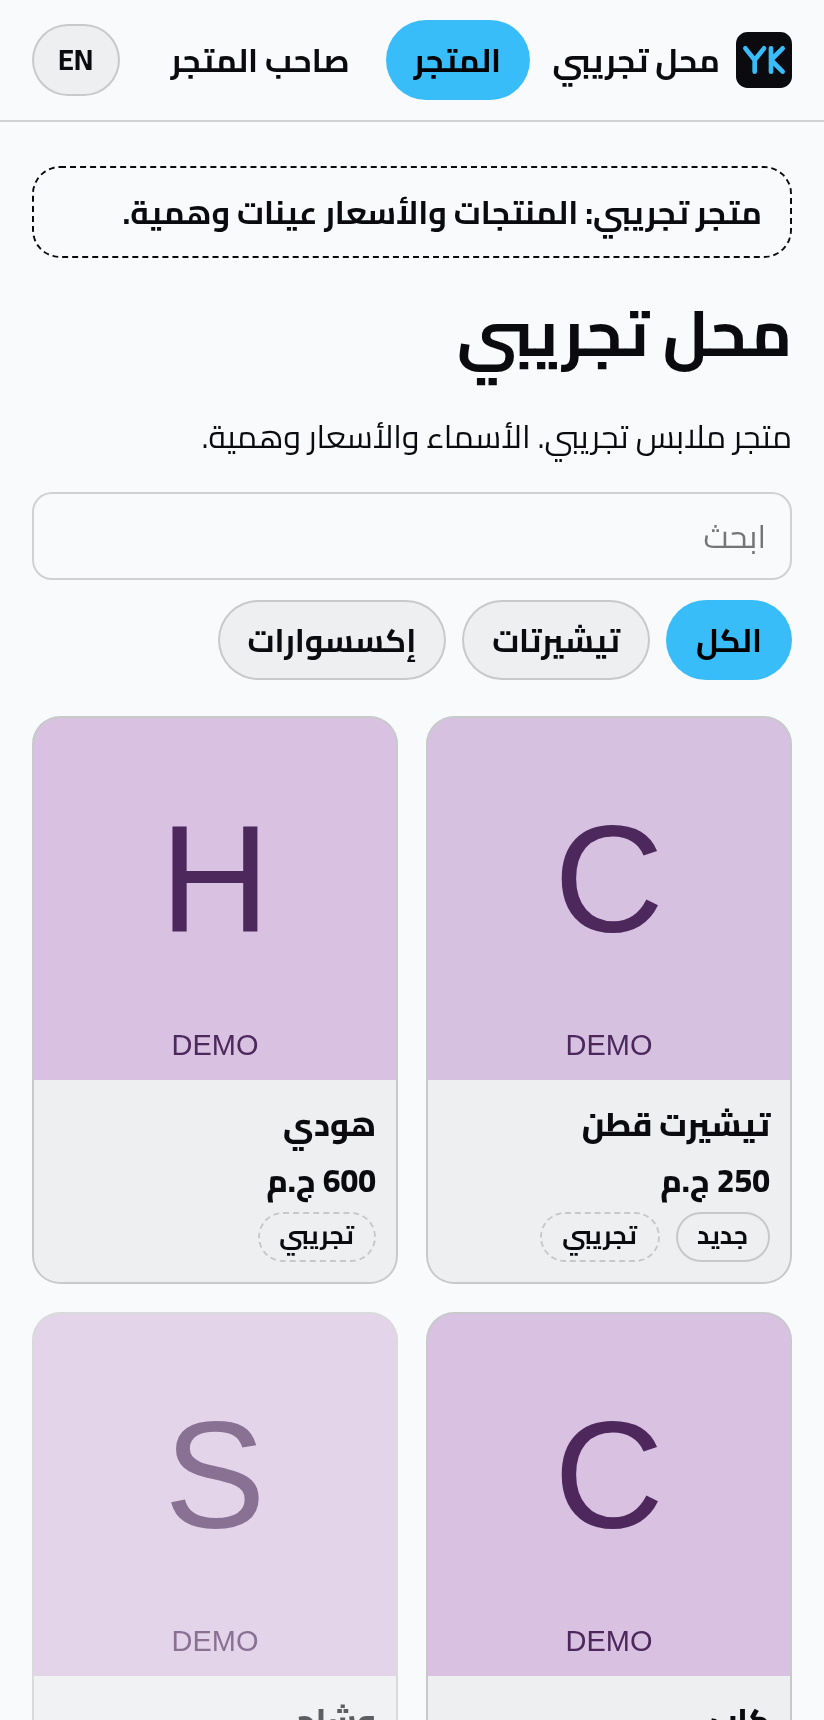 YK محل تجريبي المتجر صاحب المتجر EN
متجر تجريبي: المنتجات والأسعار عينات وهمية.
محل تجريبي
متجر ملابس تجريبي. الأسماء والأسعار وهمية.
ابحث
الكل تيشيرتات إكسسوارات
C
DEMO
تيشيرت قطن
250 ج.م
جديد تجريبي
H
DEMO
هودي
600 ج.م
تجريبي
C
DEMO
S
DEMO